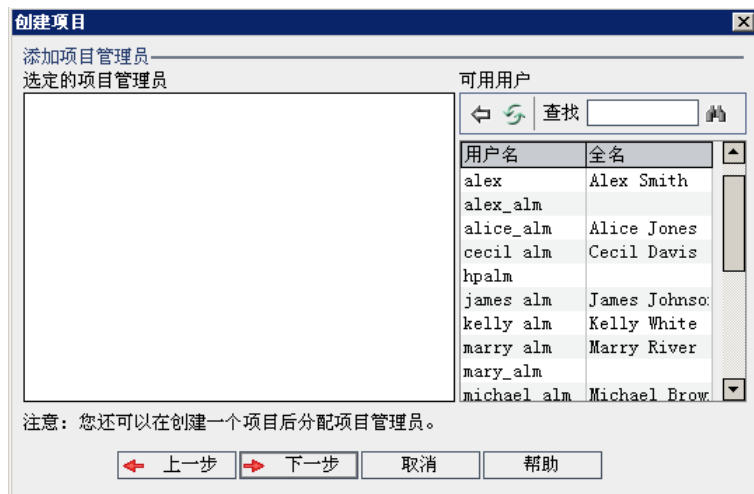 创建项目
添加项目管理员
选定的项目管理员
可用用户
查找
用户名 全名
alex Alex Smith
alex_alm
alice_alm Alice Jones
cecil alm Cecil Davis
hpalm
james alm James Johnso
kelly alm Kelly White
marry alm Marry River
mary_alm
michael alm Michael Brow
注意：您还可以在创建一个项目后分配项目管理员。
上一步 下一步 取消 帮助